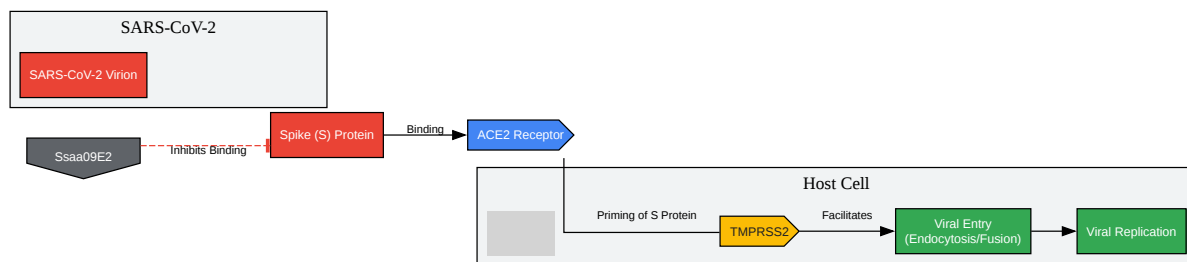 SARS-CoV-2
SARS-CoV-2 Virion
Ssaa09E2
Inhibits Binding
Spike (S) Protein
Binding
ACE2 Receptor
Host Cell
Priming of S Protein
TMPRSS2
Facilitates
Viral Entry
(Endocytosis/Fusion)
Viral Replication